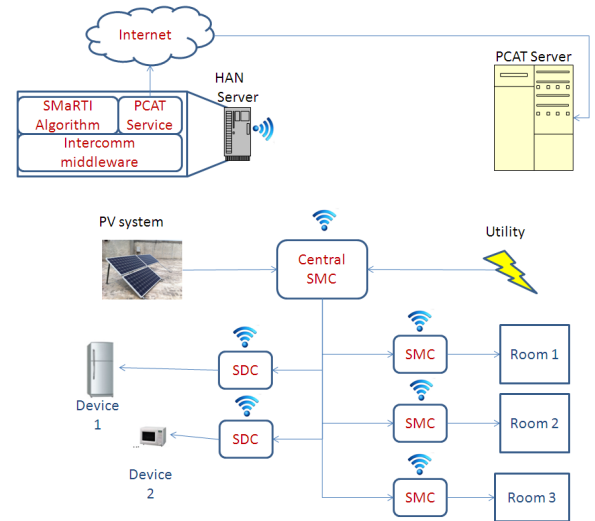 Internet
PCAT Server
HAN
Server
SMaRTI
Algorithm
PCAT
Service
Intercomm
middleware
PV system
Utility
Central
SMC
SMC
Room 1
SDC
Device
1
SMC
Room 2
SDC
Device
2
SMC
Room 3